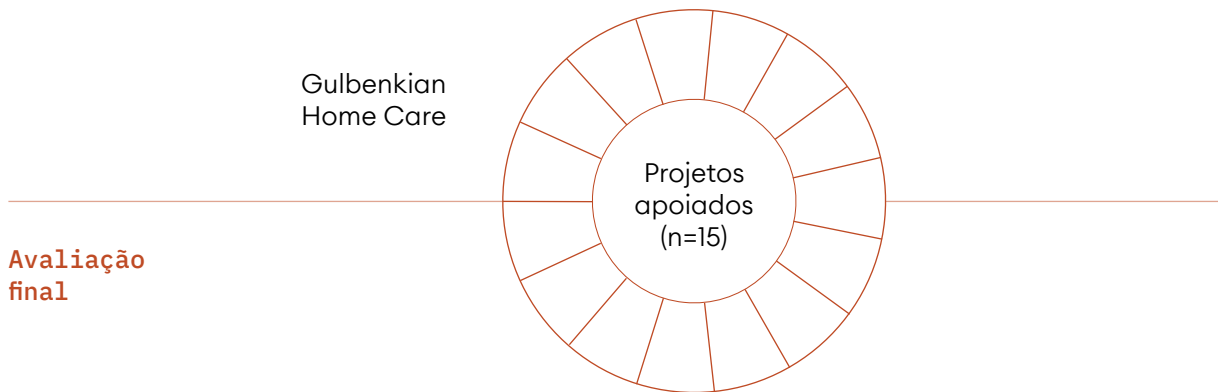 Gulbenkian
Home Care
Projetos
apoiados
(n=15)
Avaliação
final